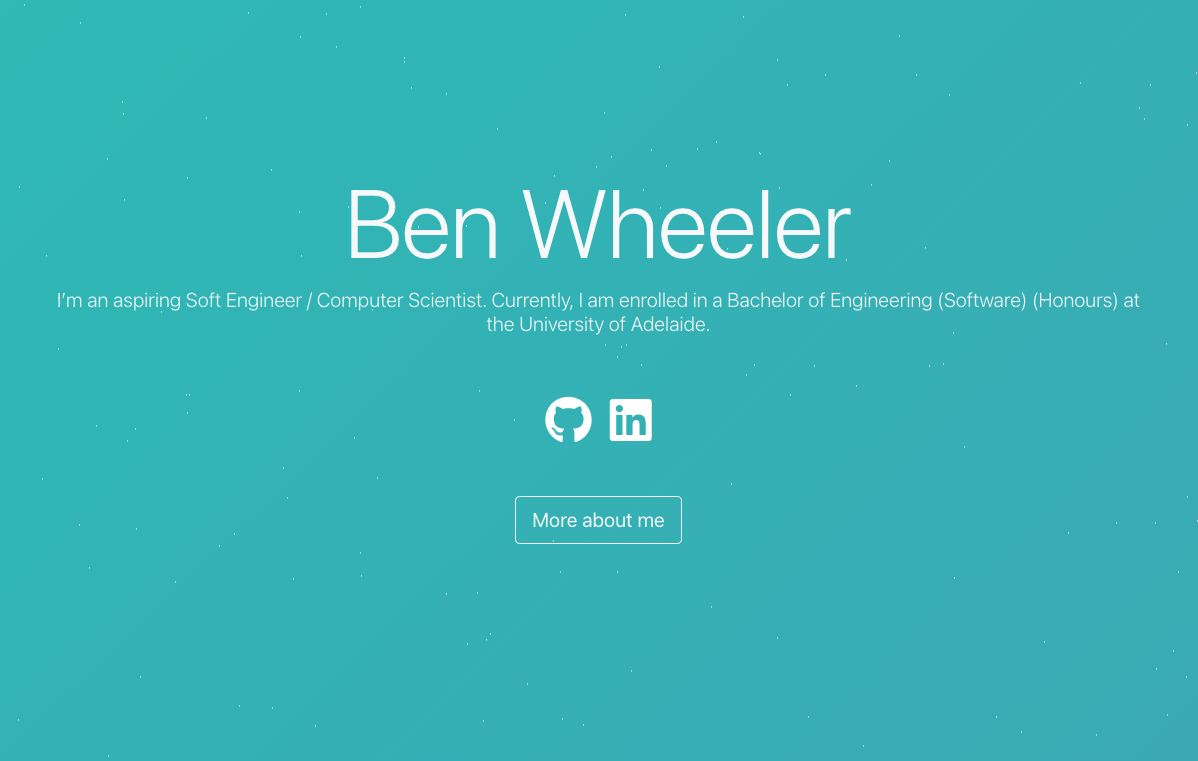 Ben Wheeler
I’m an aspiring Soft Engineer / Computer Scientist. Currently, I am enrolled in a Bachelor of Engineering (Software) (Honours) at
the University of Adelaide.
in
More about me